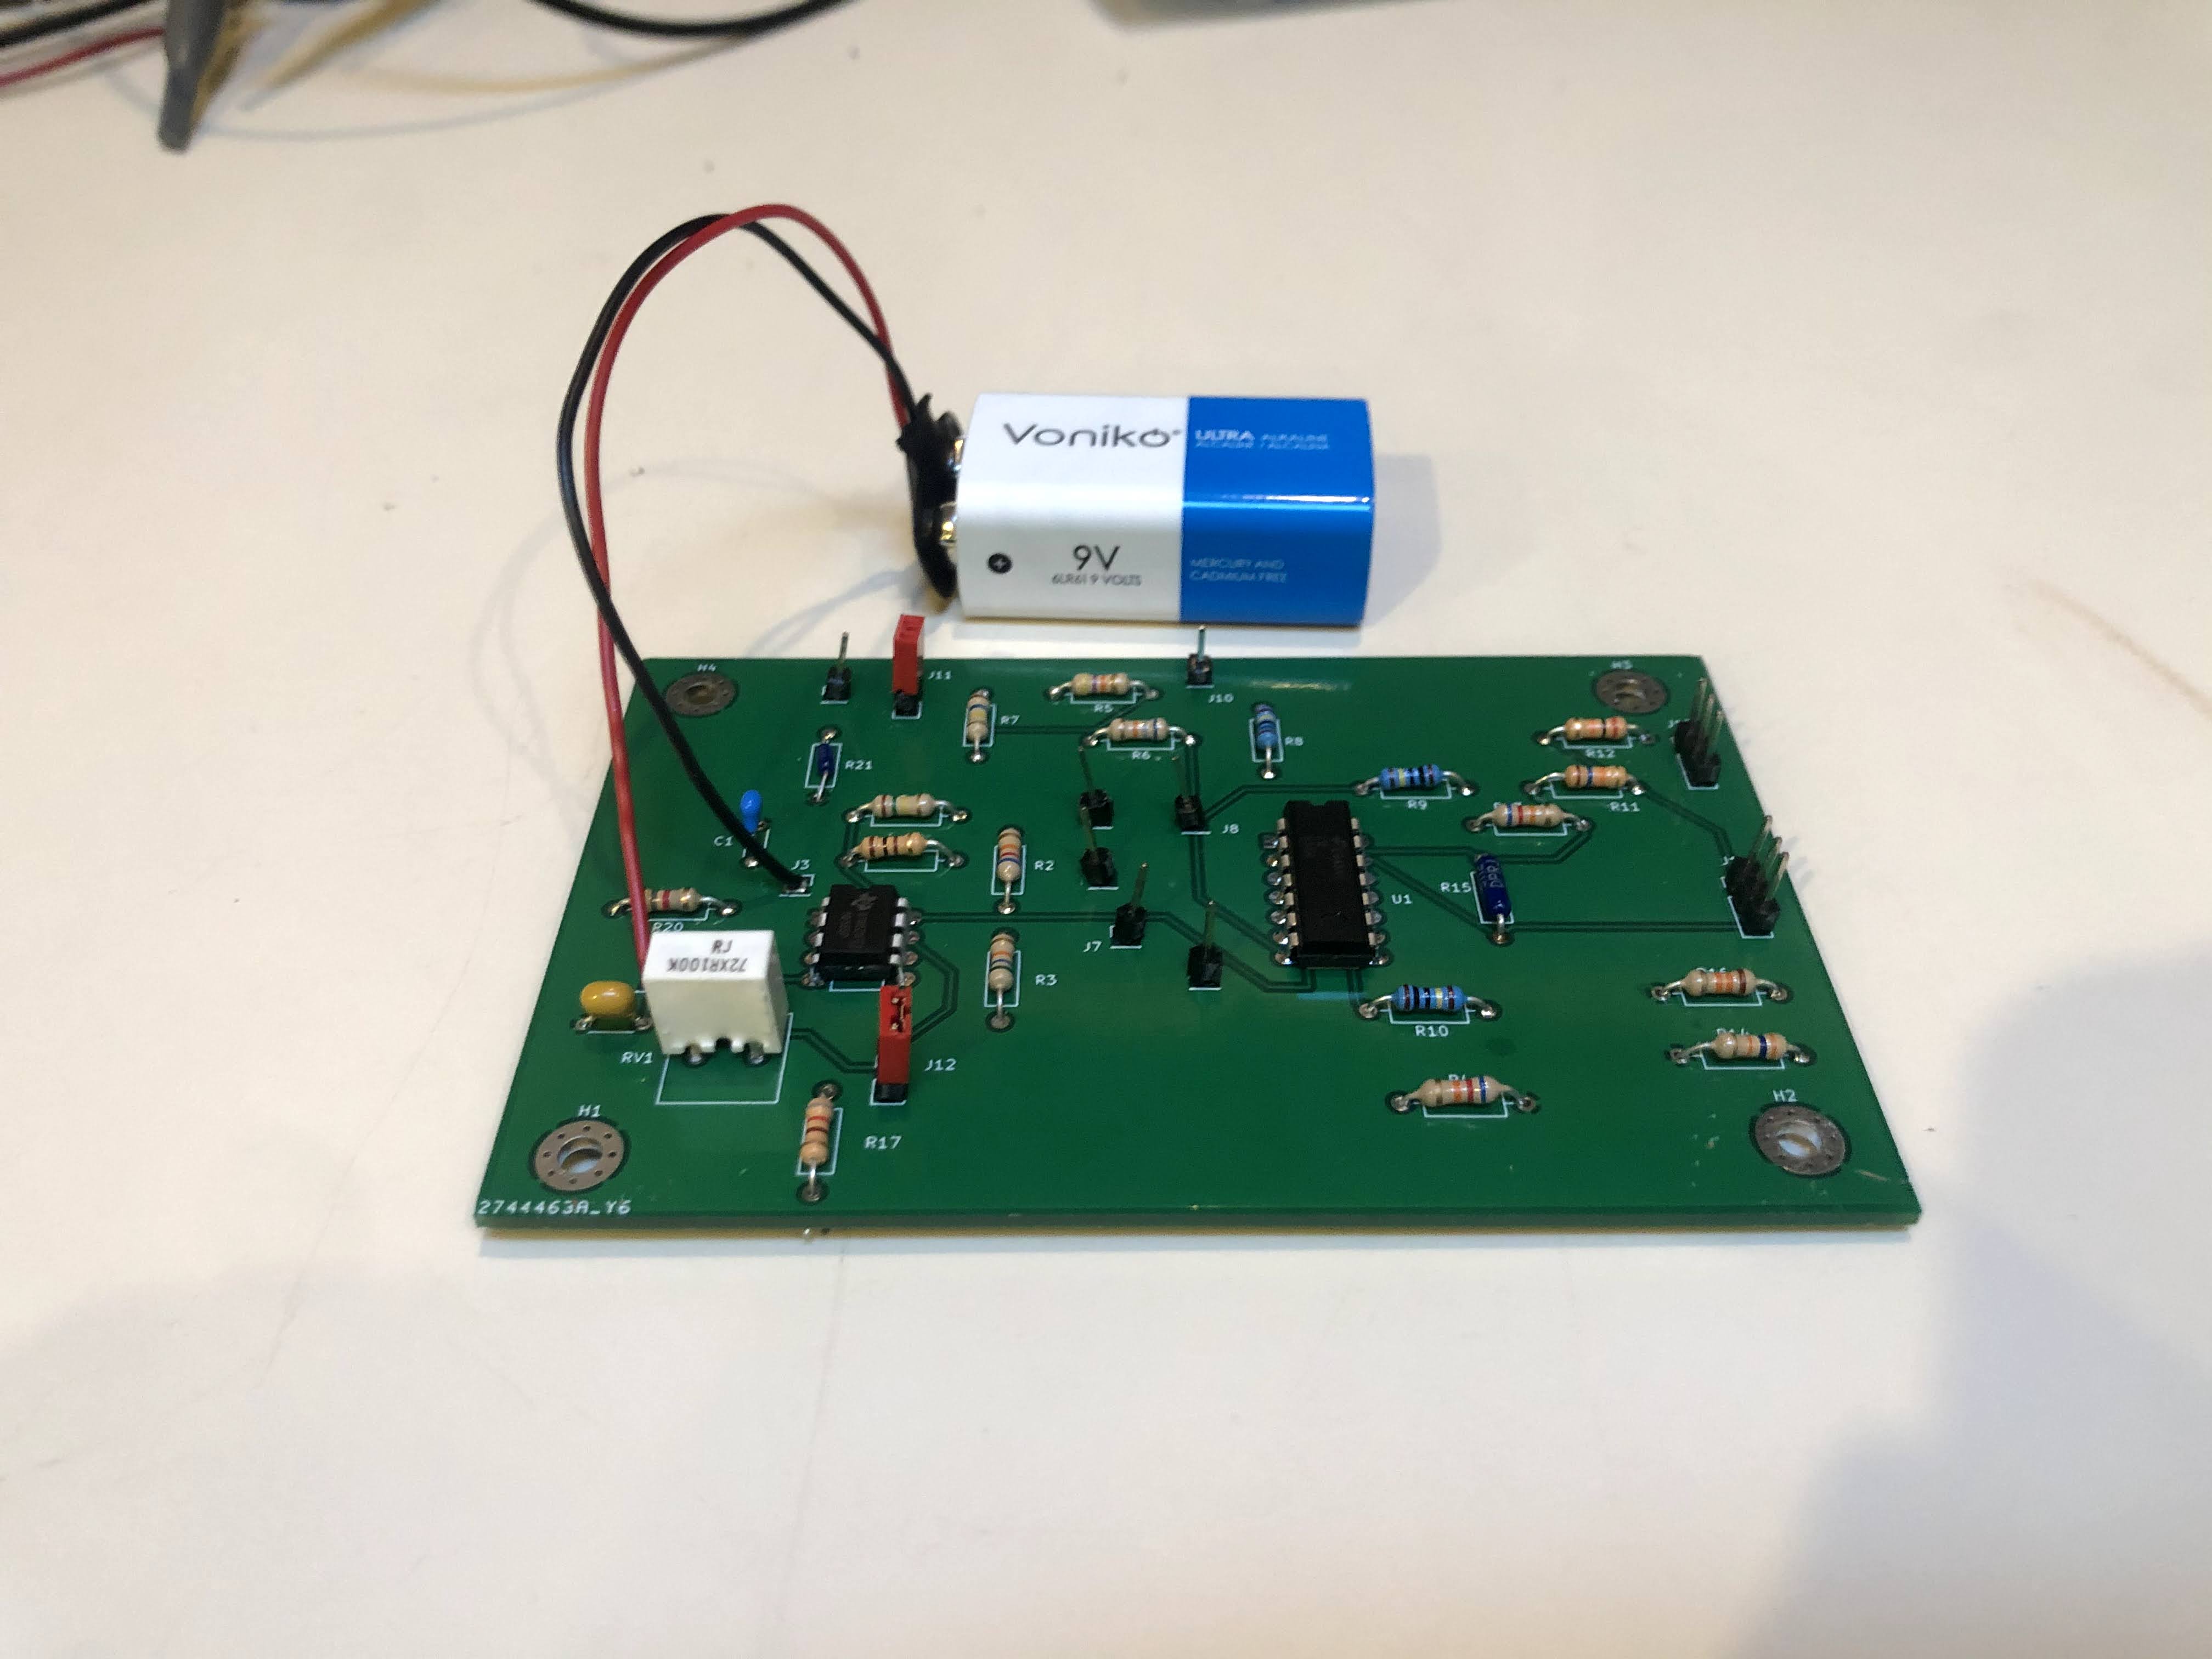 Voniko
ULTRA ALKALINE
ALCALINE / ALCALINA
9V
6LR61 9 VOLTS
MERCURY AND
CADMIUM FREE
H4
J11
R5
J10
R7
R6
R8
R21
R12
R9
R11
C1
J8
J3
R2
R15
U1
R20
72XR100K
J7
R3
R10
RV1
J12
H1
H2
R17
2744463A_Y6